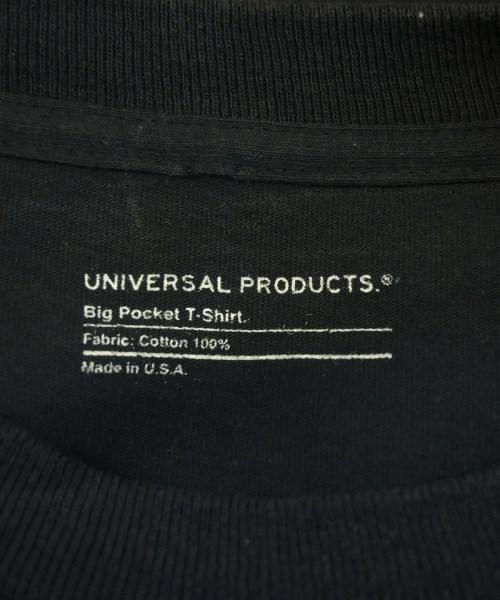 UNIVERSAL PRODUCTS.®
Big Pocket T-Shirt.
Fabric: Cotton 100%
Made in U.S.A.